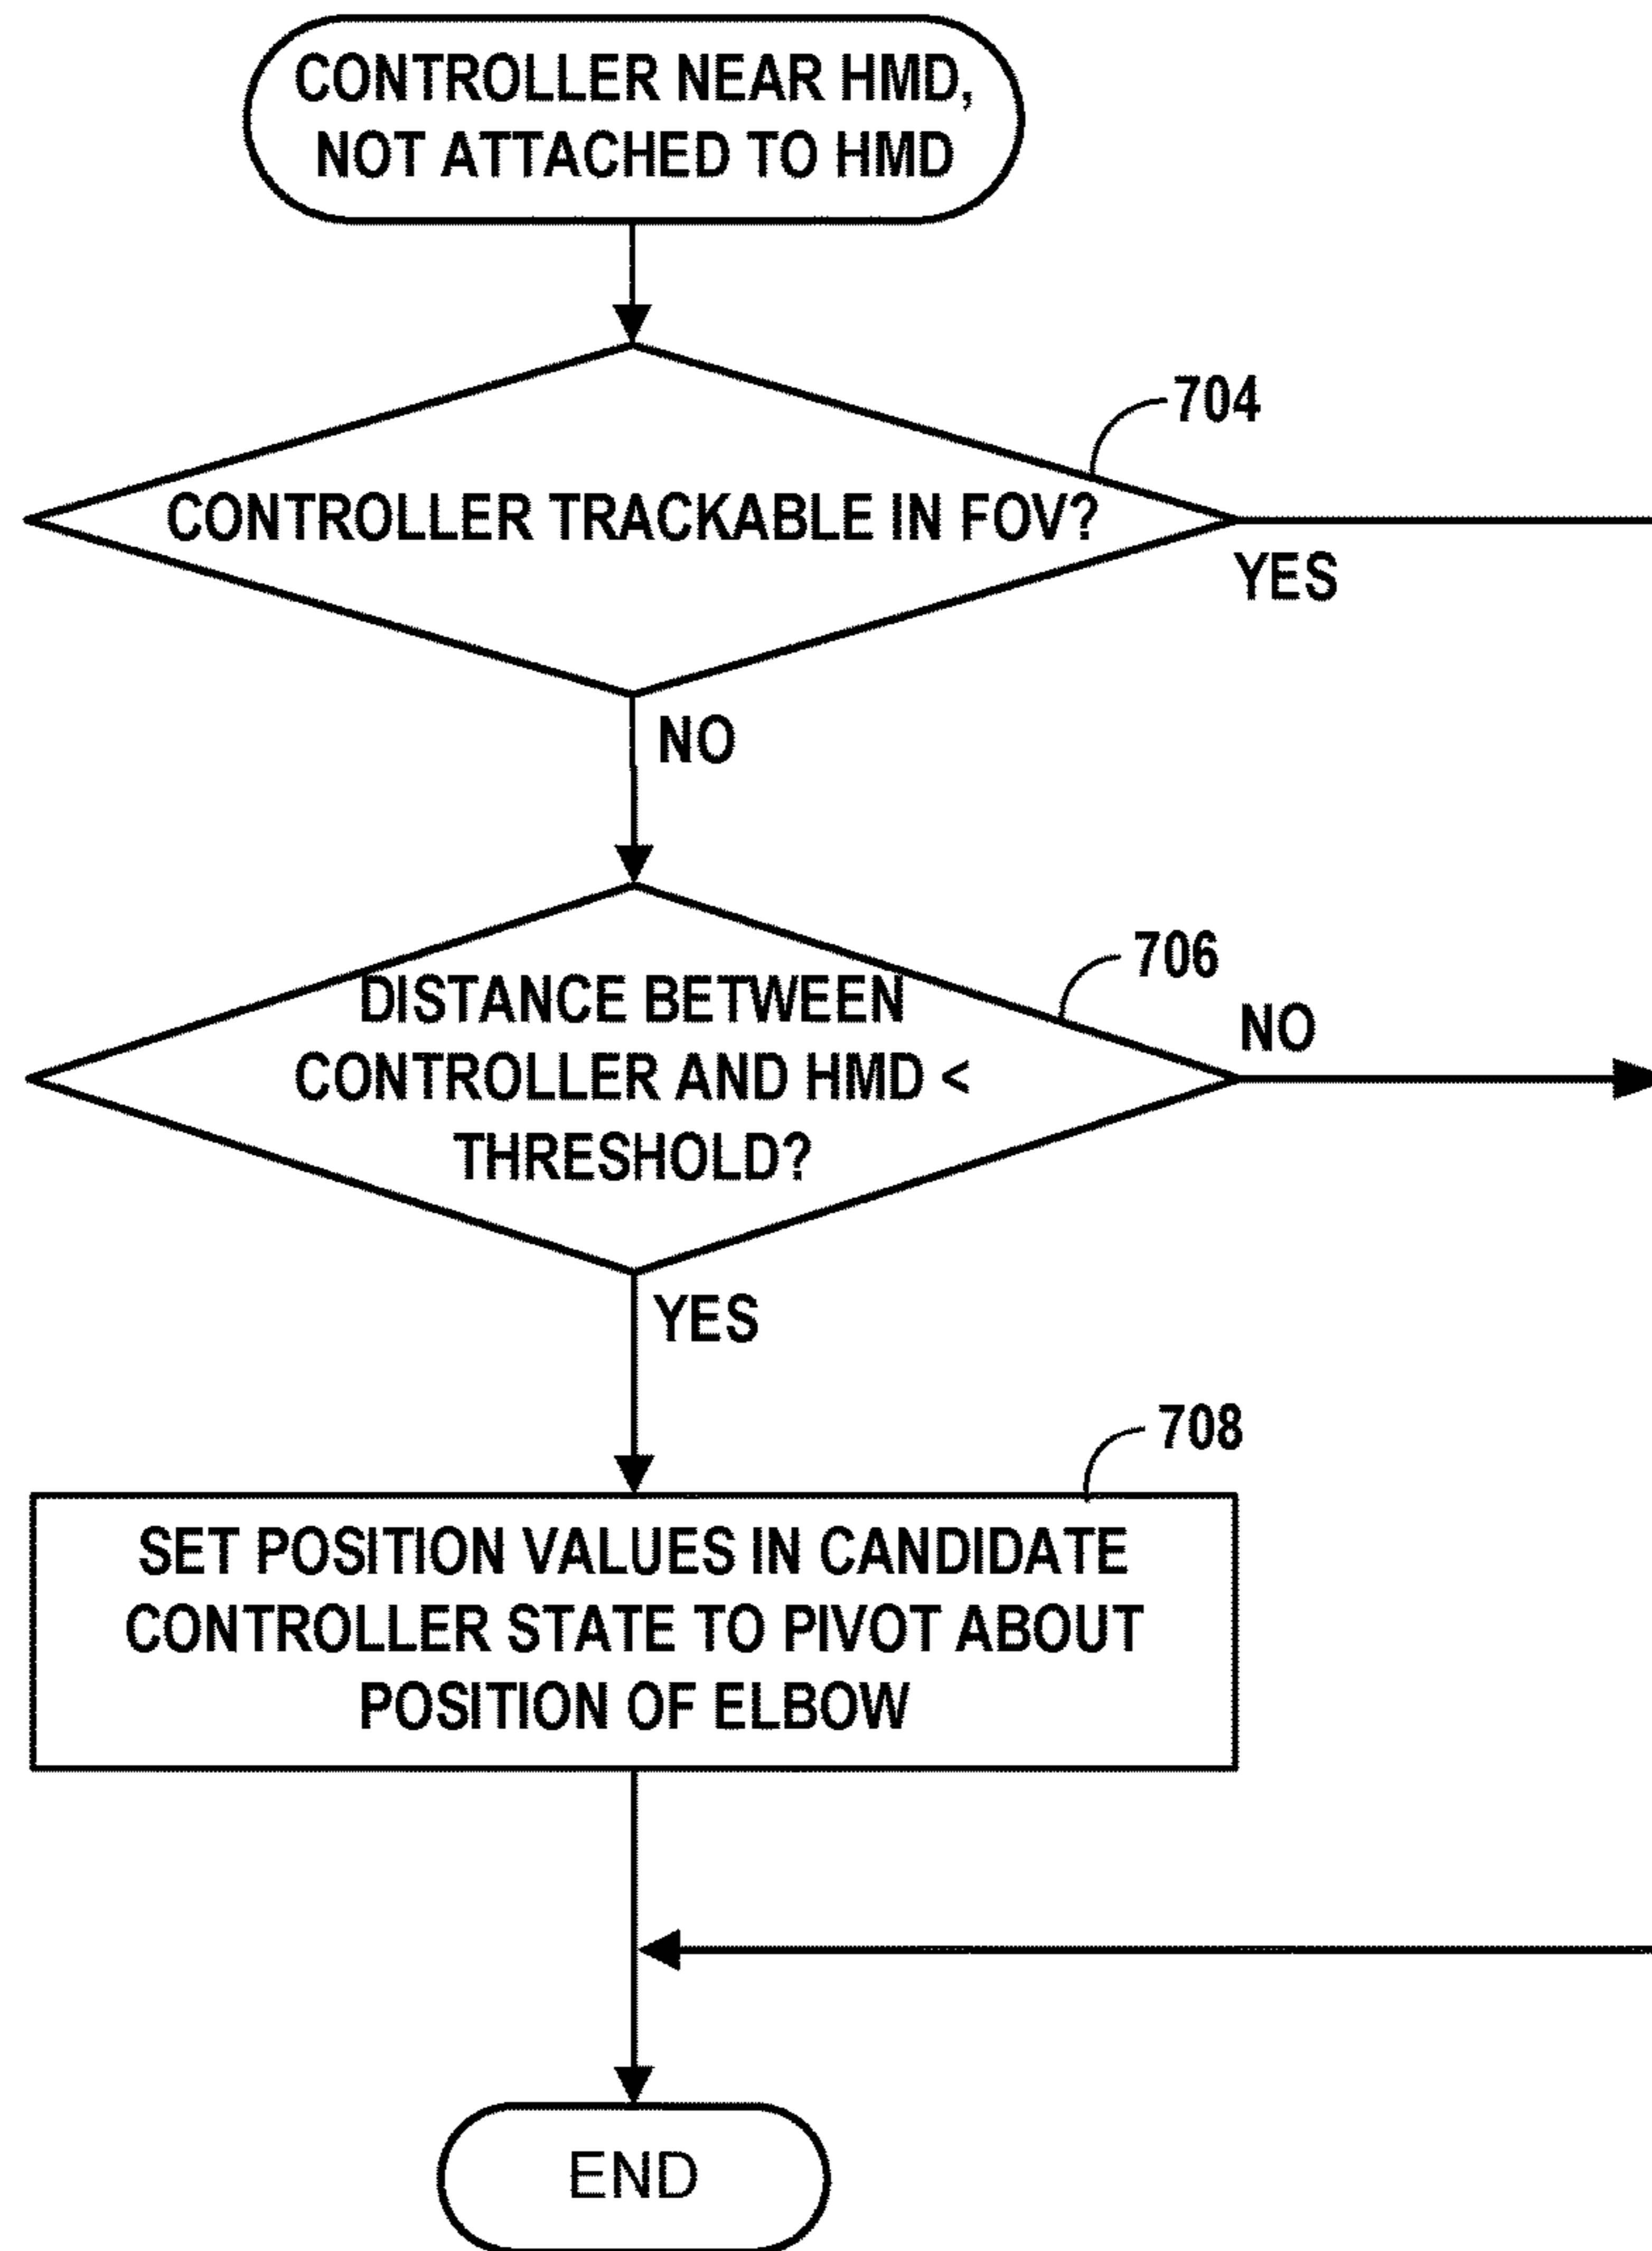 CONTROLLER NEAR HMD,
NOT ATTACHED TO HMD
704
CONTROLLER TRACKABLE IN FOV?
YES
NO
706
DISTANCE BETWEEN
NO
CONTROLLER AND HMD <
THRESHOLD?
YES
708
SET POSITION VALUES IN CANDIDATE
CONTROLLER STATE TO PIVOT ABOUT
POSITION OF ELBOW
END